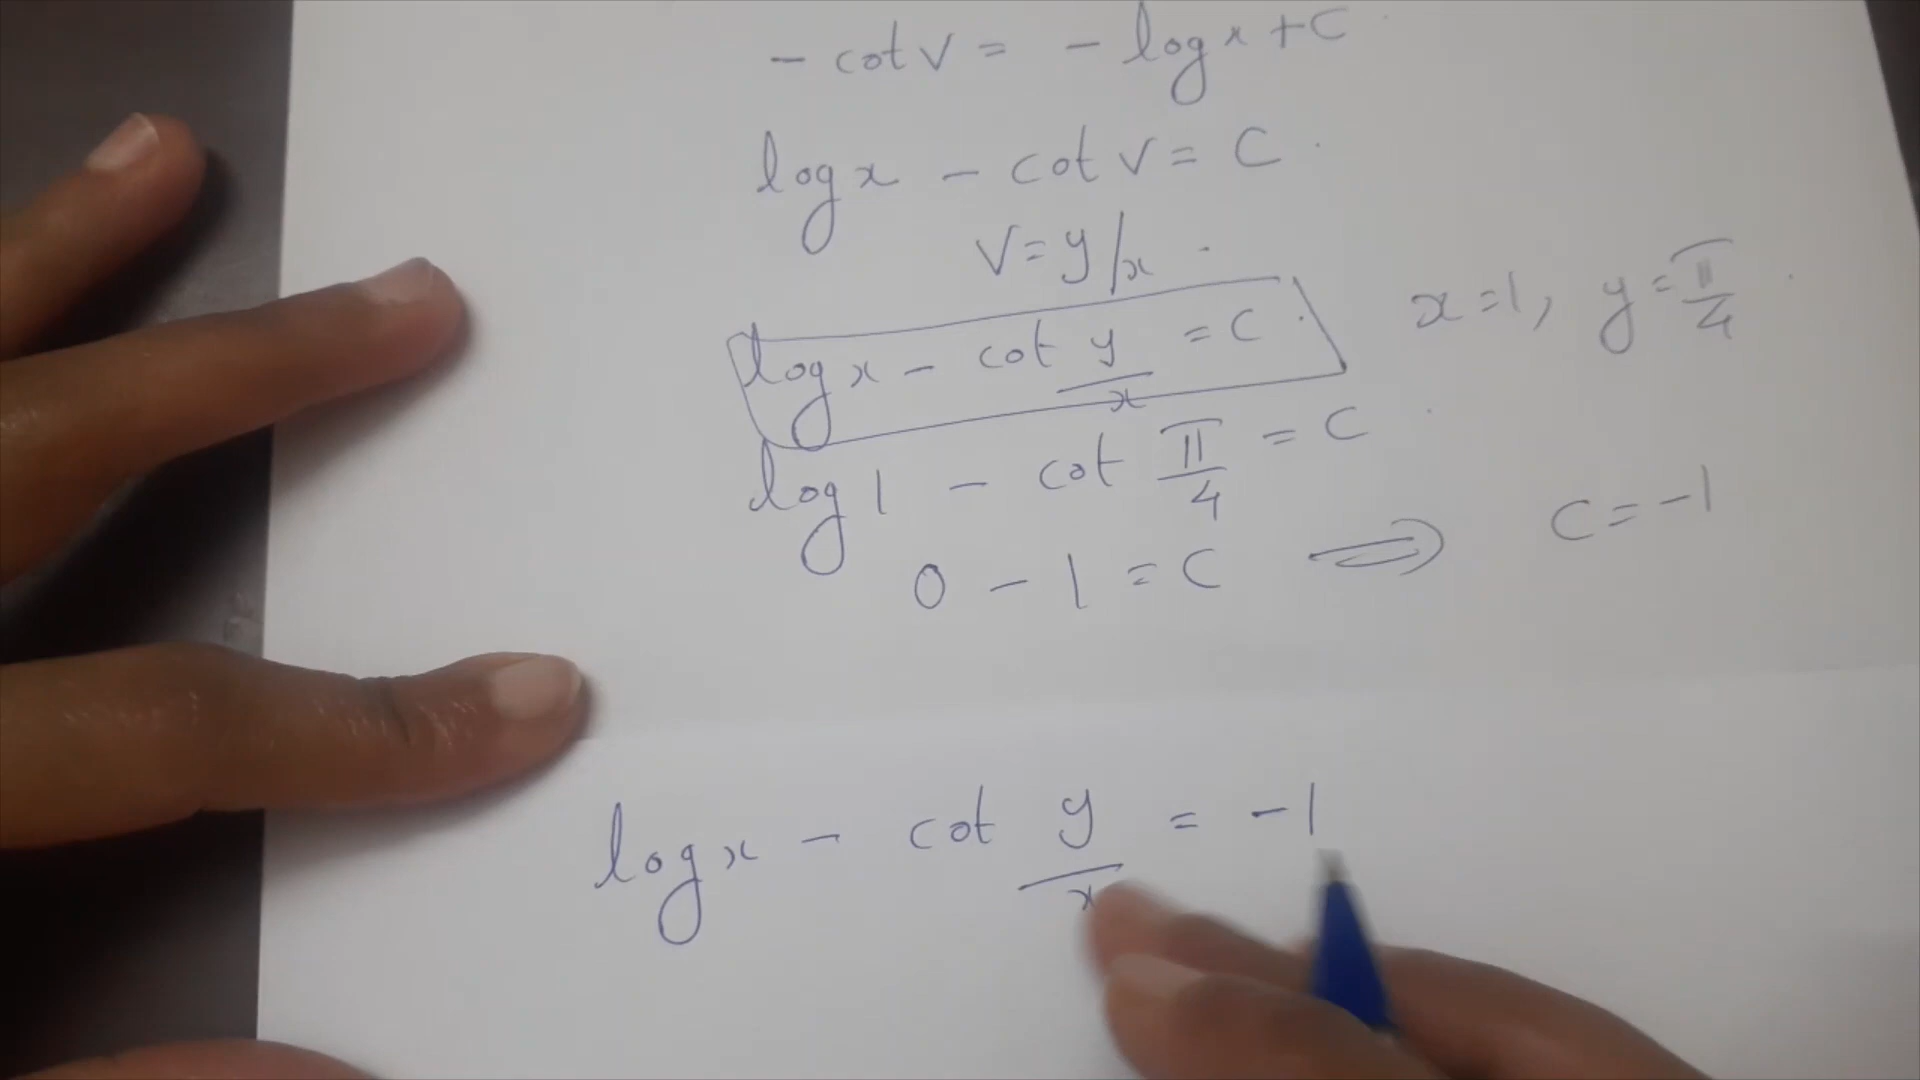 - cot v = - log x + C
log x - cot v = C
v = y/x
log x - cot y/x = C
x = 1, y = π/4
log 1 - cot π/4 = C
0 - 1 = C ⟹ C = -1
log x - cot y/x = -1